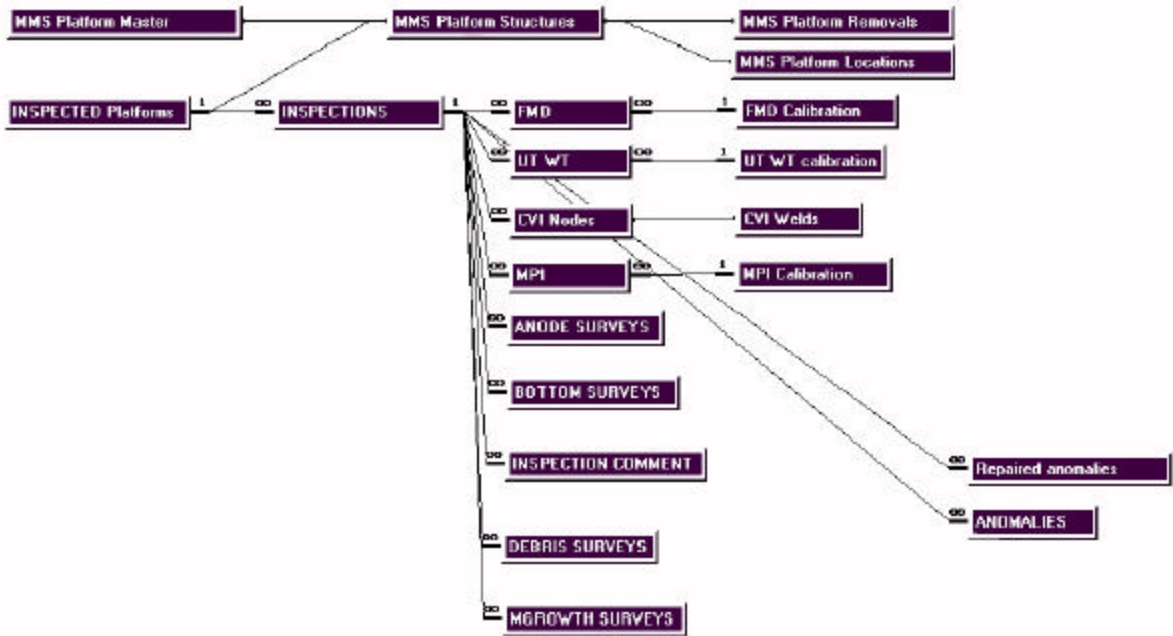 MMS Platform Master
MMS Platform Structures
MMS Platform Removals
MMS Platform Locations
INSPECTED Platforms
1
∞
INSPECTIONS
1
∞
FMD
∞
1
FMD Calibration
∞
UT WT
∞
1
UT WT calibration
∞
CVI Nodes
CVI Welds
∞
MPI
∞
1
MPI Calibration
∞
ANODE SURVEYS
∞
BOTTOM SURVEYS
∞
INSPECTION COMMENT
∞
Repaired anomalies
∞
ANOMALIES
∞
DEBRIS SURVEYS
∞
MGROWTH SURVEYS